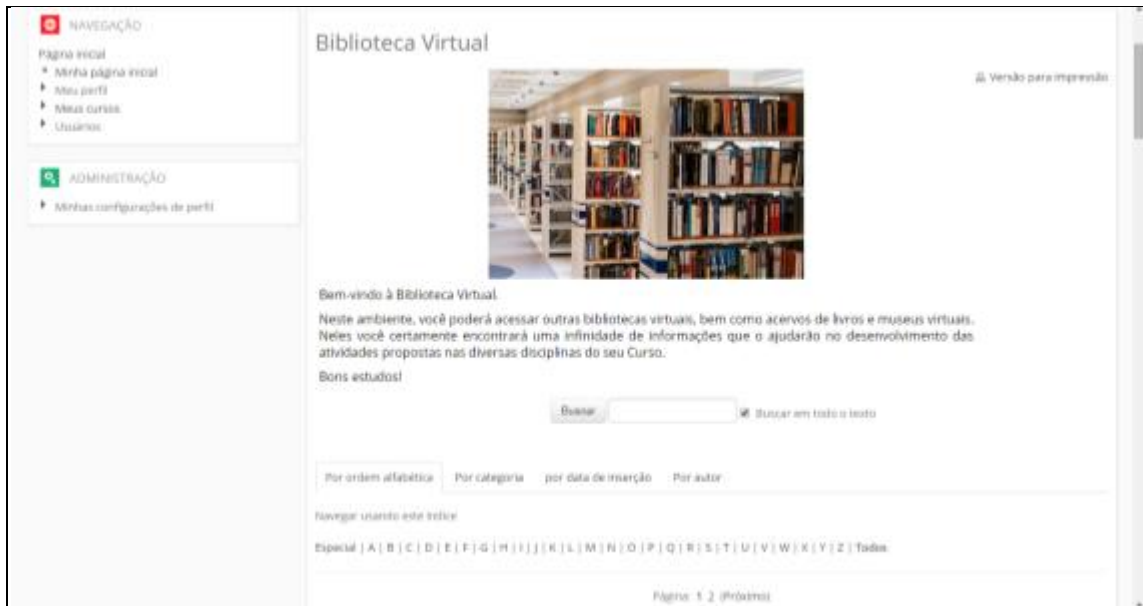 NAVEGAÇÃO
Página inicial
Minha página inicial
Meu perfil
Meus cursos
Usuários
ADMINISTRAÇÃO
Minhas configurações de perfil
Biblioteca Virtual
Versão para impressão
Bem-vindo à Biblioteca Virtual.
Neste ambiente, você poderá acessar outras bibliotecas virtuais, bem como acervos de livros e museus virtuais.
Neles você certamente encontrará uma infinidade de informações que o ajudarão no desenvolvimento das
atividades propostas nas diversas disciplinas do seu Curso.
Bons estudos!
Buscar Buscar em todo o texto
Por ordem alfabética Por categoria por data de inserção Por autor
Navegar usando este índice
Especial | A | B | C | D | E | F | G | H | I | J | K | L | M | N | O | P | Q | R | S | T | U | V | W | X | Y | Z | Todos
Página: 1 2 (Próximo)